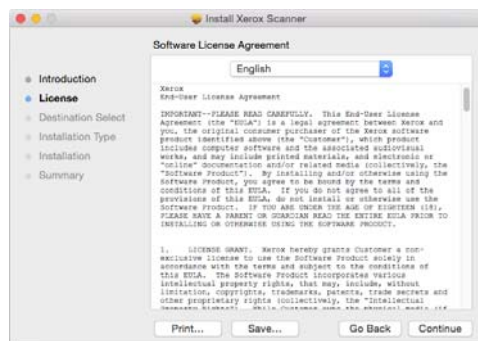 Install Xerox Scanner
Software License Agreement
English
Introduction
License
Destination Select
Installation Type
Installation
Summary
Xerox
End-User License Agreement
IMPORTANT--PLEASE READ CAREFULLY. This End-User License
Agreement (the "EULA") is a legal agreement between Xerox and
you, the original consumer purchaser of the Xerox software
product identified above (the "Customer"), which product
includes computer software and the associated audiovisual
works, and may include printed materials, and electronic or
"online" documentation and/or related media (collectively, the
"Software Product"). By installing and/or otherwise using the
Software Product, you agree to be bound by the terms and
conditions of this EULA. If you do not agree to all of the
provisions of this EULA, do not install or otherwise use the
Software Product. IF YOU ARE UNDER THE AGE OF EIGHTEEN (18),
PLEASE HAVE A PARENT OR GUARDIAN READ THE ENTIRE EULA PRIOR TO
INSTALLING OR OTHERWISE USING THE SOFTWARE PRODUCT.
1. LICENSE GRANT. Xerox hereby grants Customer a non-
exclusive license to use the Software Product solely in
accordance with the terms and subject to the conditions of
this EULA. The Software Product incorporates various
intellectual property rights, that may, include, without
limitation, copyrights, trademarks, patents, trade secrets and
other proprietary rights (collectively, the "Intellectual
Print...
Save...
Go Back
Continue